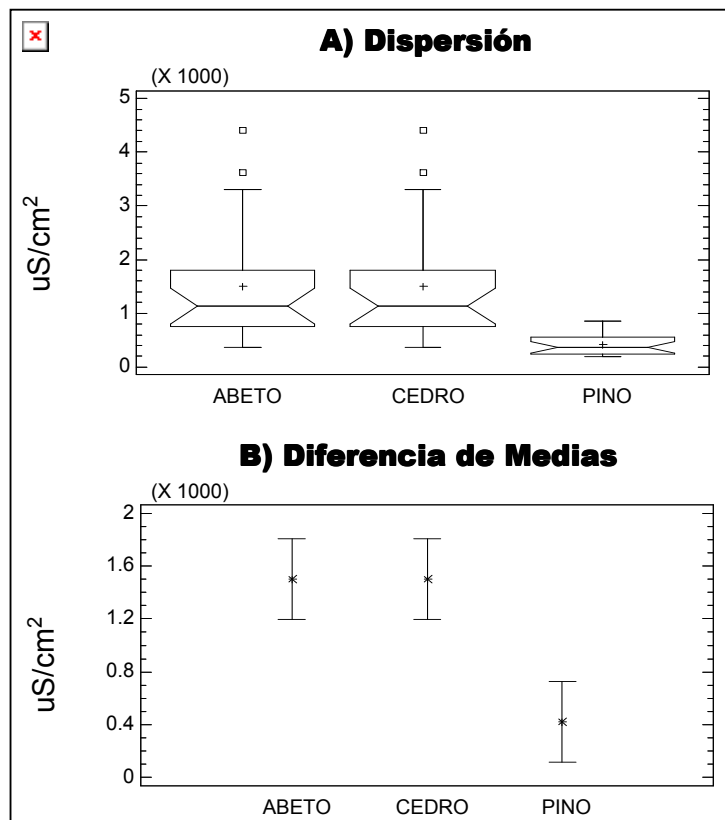 A) Dispersión
(X 1000)
5
4
3
2
1
0
uS/cm²
ABETO CEDRO PINO
B) Diferencia de Medias
(X 1000)
2
1.6
1.2
0.8
0.4
0
uS/cm²
ABETO CEDRO PINO